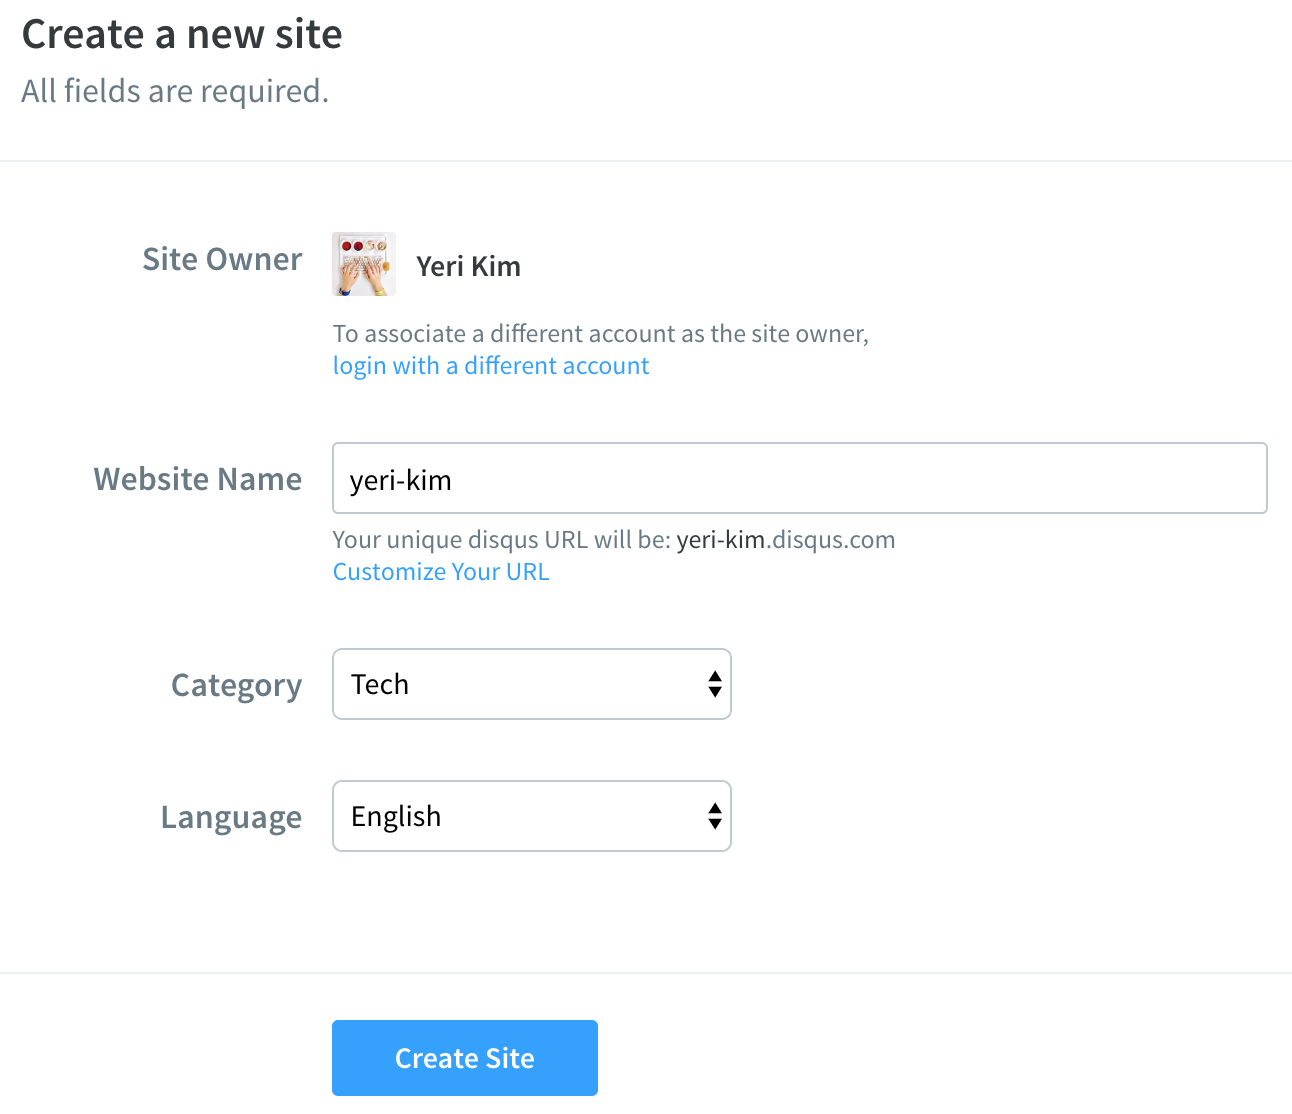 Create a new site
All fields are required.
Site Owner
Yeri Kim
To associate a different account as the site owner,
login with a different account
Website Name
yeri-kim
Your unique disqus URL will be: yeri-kim.disqus.com
Customize Your URL
Category
Tech
Language
English
Create Site